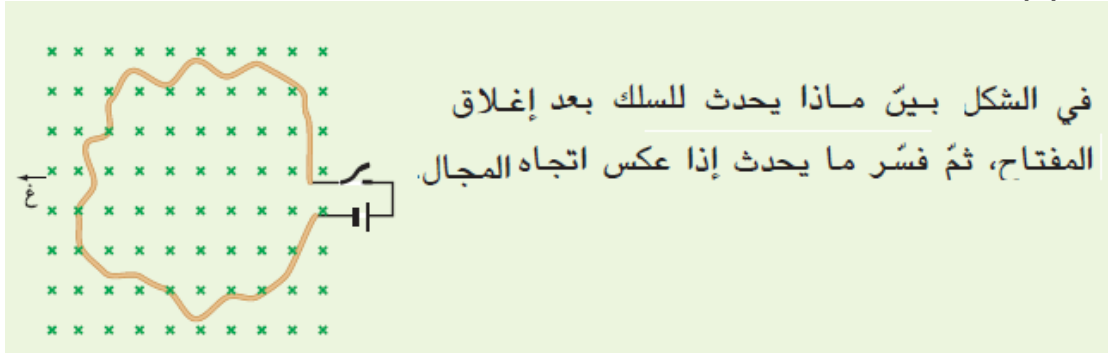 في الشكل بيّن ماذا يحدث للسلك بعد إغلاق
المفتاح، ثمّ فسّر ما يحدث إذا عكس اتجاه المجال.
غ